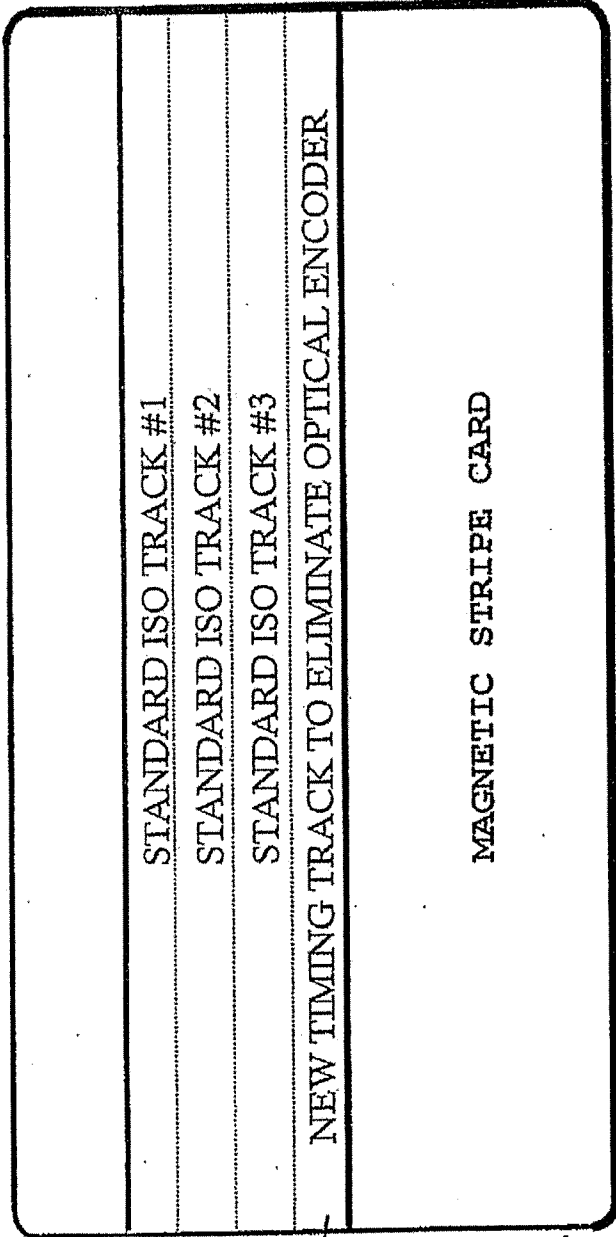 STANDARD ISO TRACK #1
STANDARD ISO TRACK #2
STANDARD ISO TRACK #3
NEW TIMING TRACK TO ELIMINATE OPTICAL ENCODER
MAGNETIC STRIPE CARD